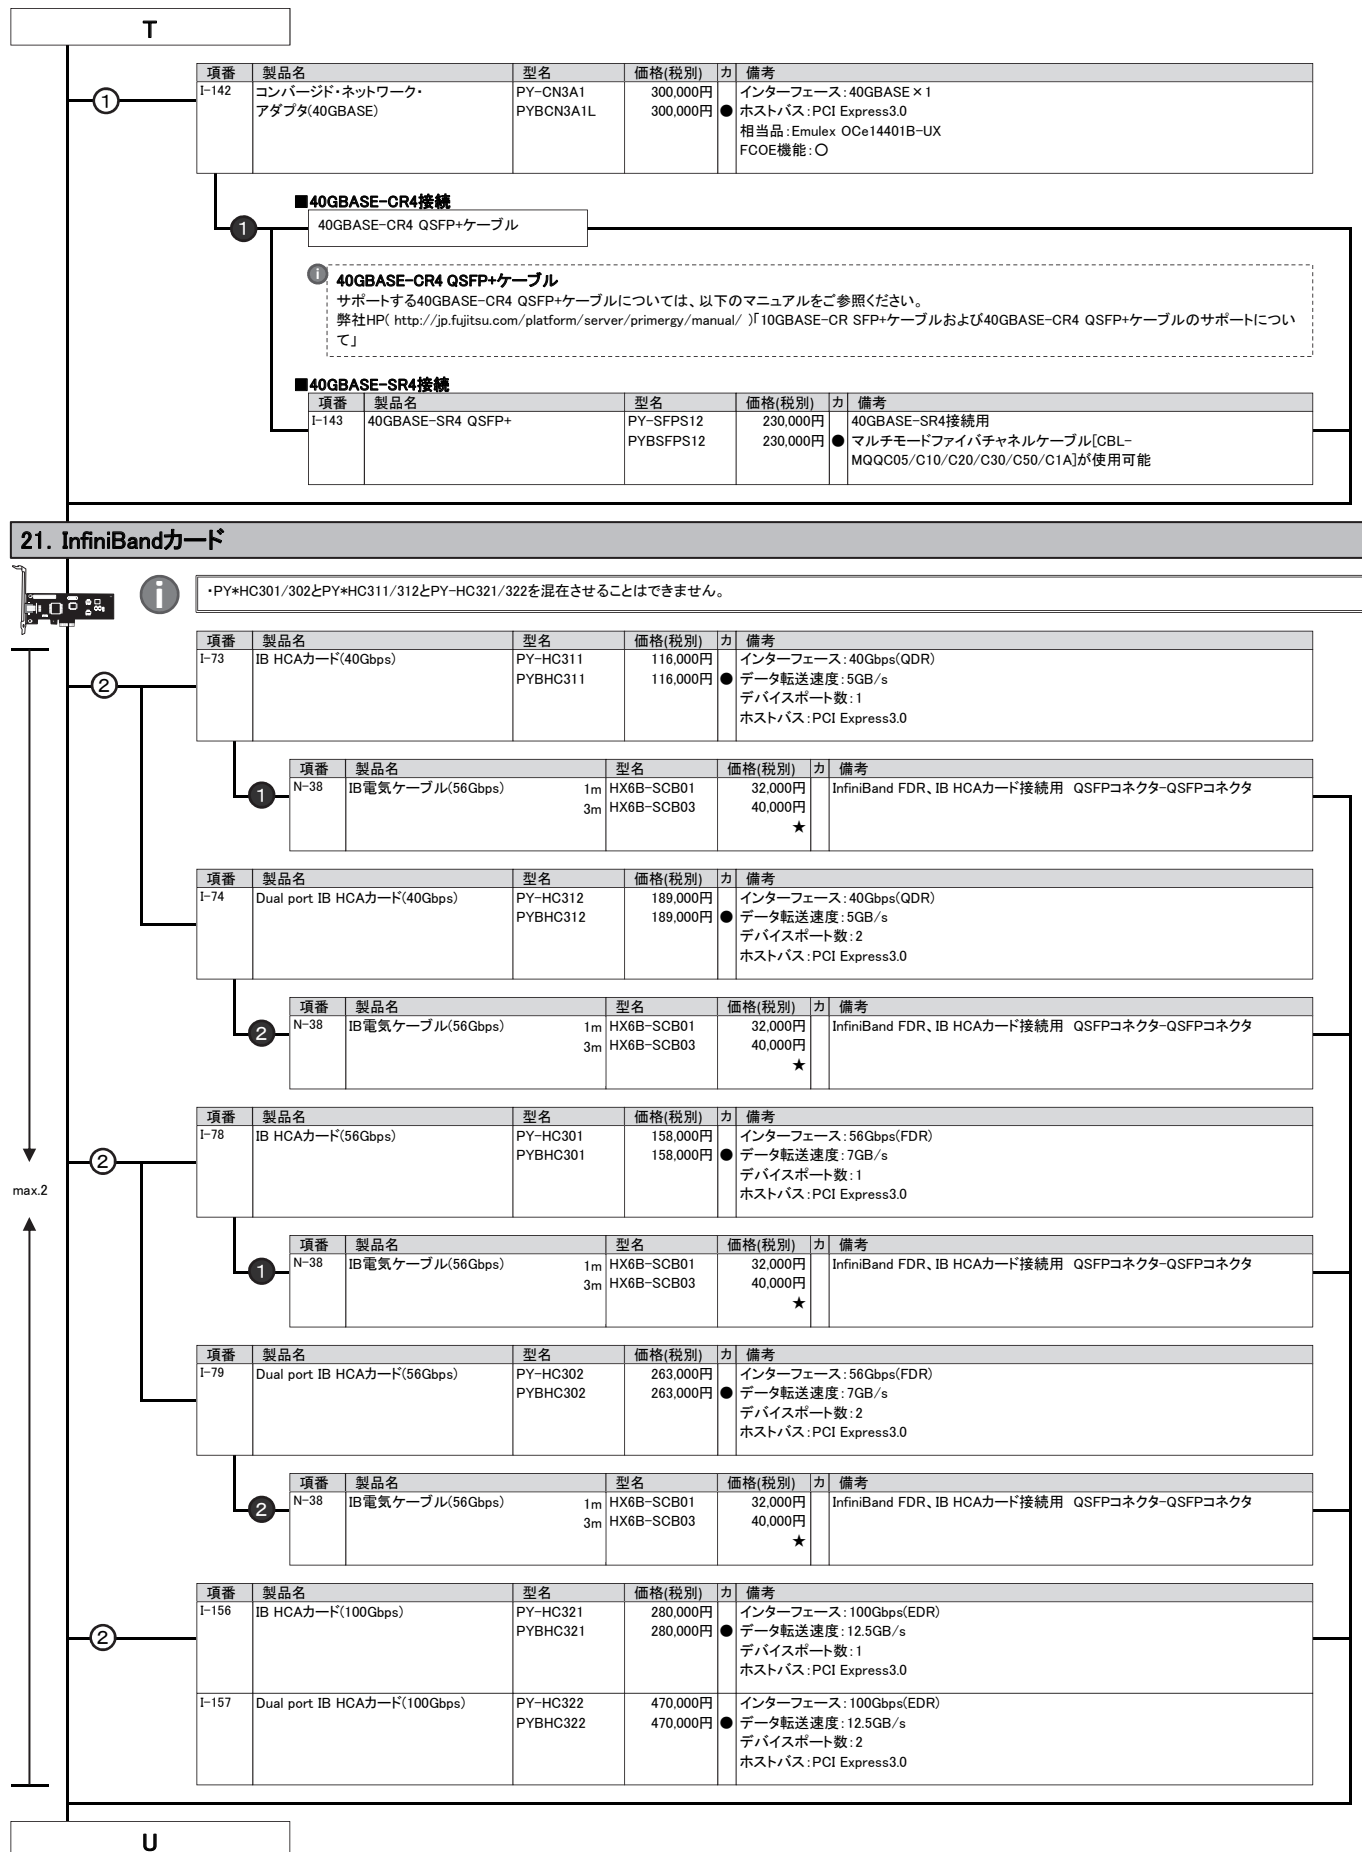 T
項番 製品名 型名 価格(税別) カ 備考
I-142 コンバージド・ネットワーク・ PY-CN3A1 300,000円 インターフェース:40GBASE×1
アダプタ(40GBASE) PYBCN3A1L 300,000円 ● ホストバス:PCI Express3.0
相当品:Emulex OCe14401B-UX
FCOE機能:○
①
■40GBASE-CR4接続
❶ 40GBASE-CR4 QSFP+ケーブル
i 40GBASE-CR4 QSFP+ケーブル
サポートする40GBASE-CR4 QSFP+ケーブルについては、以下のマニュアルをご参照ください。
弊社HP( http://jp.fujitsu.com/platform/server/primergy/manual/ )「10GBASE-CR SFP+ケーブルおよび40GBASE-CR4 QSFP+ケーブルのサポートについ
て」
■40GBASE-SR4接続
項番 製品名 型名 価格(税別) カ 備考
I-143 40GBASE-SR4 QSFP+ PY-SFPS12 230,000円 40GBASE-SR4接続用
PYBSFPS12 230,000円 ● マルチモードファイバチャネルケーブル[CBL-
MQQC05/C10/C20/C30/C50/C1A]が使用可能
21. InfiniBandカード
i ・PY*HC301/302とPY*HC311/312とPY-HC321/322を混在させることはできません。
項番 製品名 型名 価格(税別) カ 備考
I-73 IB HCAカード(40Gbps) PY-HC311 116,000円 インターフェース:40Gbps(QDR)
② PYBHC311 116,000円 ● データ転送速度:5GB/s
デバイスポート数:1
ホストバス:PCI Express3.0
項番 製品名 型名 価格(税別) カ 備考
❶ N-38 IB電気ケーブル(56Gbps) 1m HX6B-SCB01 32,000円 InfiniBand FDR、IB HCAカード接続用 QSFPコネクタ-QSFPコネクタ
3m HX6B-SCB03 40,000円
★
項番 製品名 型名 価格(税別) カ 備考
I-74 Dual port IB HCAカード(40Gbps) PY-HC312 189,000円 インターフェース:40Gbps(QDR)
PYBHC312 189,000円 ● データ転送速度:5GB/s
デバイスポート数:2
ホストバス:PCI Express3.0
項番 製品名 型名 価格(税別) カ 備考
❷ N-38 IB電気ケーブル(56Gbps) 1m HX6B-SCB01 32,000円 InfiniBand FDR、IB HCAカード接続用 QSFPコネクタ-QSFPコネクタ
3m HX6B-SCB03 40,000円
★
項番 製品名 型名 価格(税別) カ 備考
I-78 IB HCAカード(56Gbps) PY-HC301 158,000円 インターフェース:56Gbps(FDR)
② PYBHC301 158,000円 ● データ転送速度:7GB/s
デバイスポート数:1
max.2 ホストバス:PCI Express3.0
項番 製品名 型名 価格(税別) カ 備考
❶ N-38 IB電気ケーブル(56Gbps) 1m HX6B-SCB01 32,000円 InfiniBand FDR、IB HCAカード接続用 QSFPコネクタ-QSFPコネクタ
3m HX6B-SCB03 40,000円
★
項番 製品名 型名 価格(税別) カ 備考
I-79 Dual port IB HCAカード(56Gbps) PY-HC302 263,000円 インターフェース:56Gbps(FDR)
PYBHC302 263,000円 ● データ転送速度:7GB/s
デバイスポート数:2
ホストバス:PCI Express3.0
項番 製品名 型名 価格(税別) カ 備考
❷ N-38 IB電気ケーブル(56Gbps) 1m HX6B-SCB01 32,000円 InfiniBand FDR、IB HCAカード接続用 QSFPコネクタ-QSFPコネクタ
3m HX6B-SCB03 40,000円
★
項番 製品名 型名 価格(税別) カ 備考
I-156 IB HCAカード(100Gbps) PY-HC321 280,000円 インターフェース:100Gbps(EDR)
② PYBHC321 280,000円 ● データ転送速度:12.5GB/s
デバイスポート数:1
ホストバス:PCI Express3.0
I-157 Dual port IB HCAカード(100Gbps) PY-HC322 470,000円 インターフェース:100Gbps(EDR)
PYBHC322 470,000円 ● データ転送速度:12.5GB/s
デバイスポート数:2
ホストバス:PCI Express3.0
U